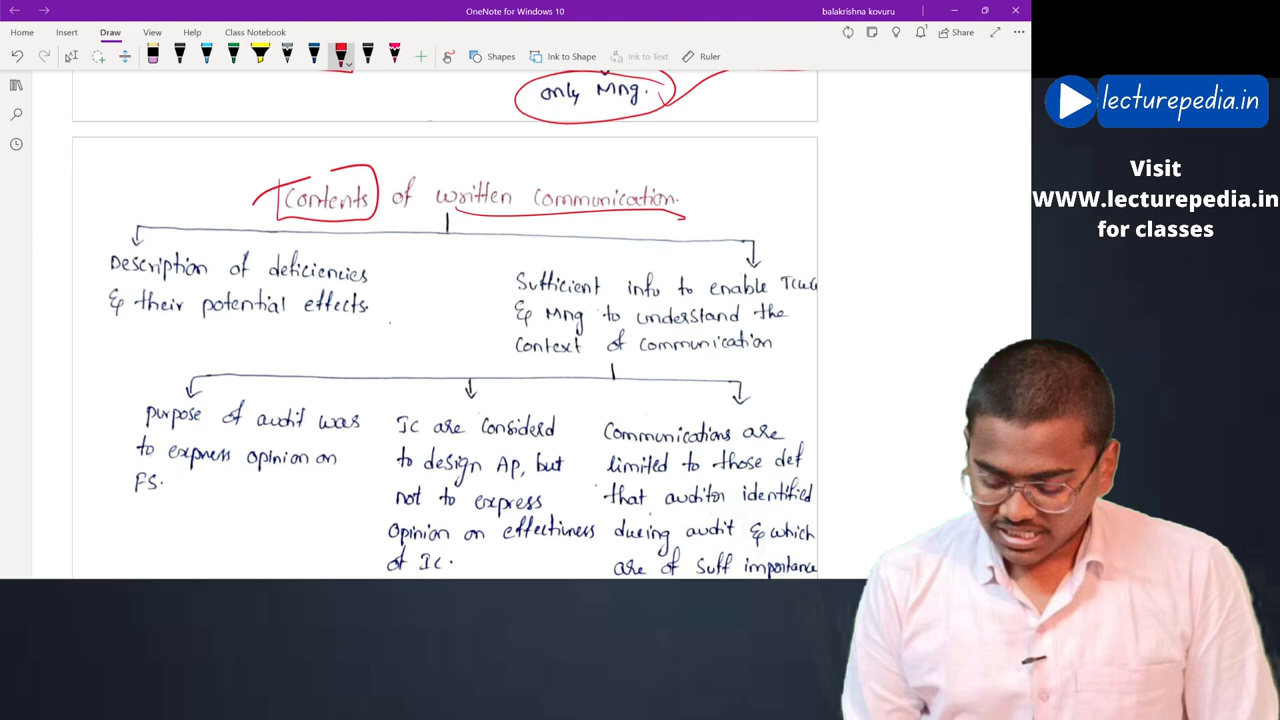 OneNote for Windows 10
balakrishna kovuru
Home Insert Draw View Help Class Notebook
Share
Shapes Ink to Shape Ink to Text Ruler
only Mng.
Contents of written communication.
Description of deficiencies
& their potential effects.
Sufficient info to enable TCWG
& Mng to understand the
Context of communication
purpose of audit was
to express opinion on
FS.
IC are Considerd
to design Ap, but
not to express
opinion on effectiness
of IC.
Communications are
limited to those def
that auditor identified
during audit & which
are of suff importance
lecturepedia.in
Visit
WWW.lecturepedia.in
for classes